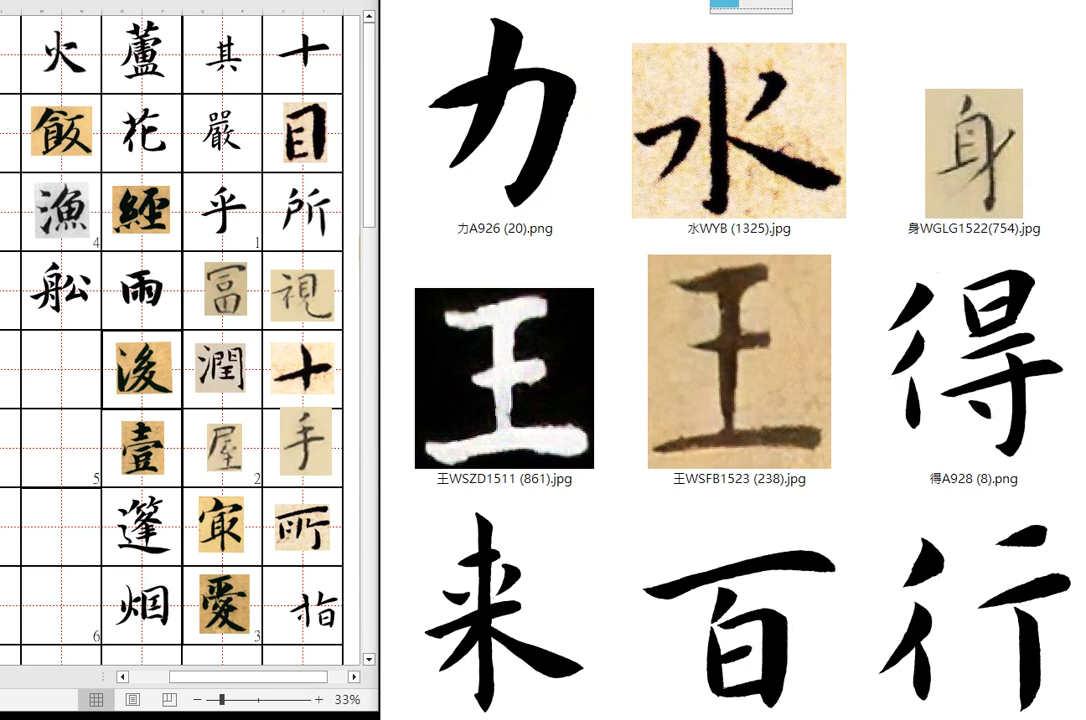 十目所視十手所指
其嚴乎富潤屋㝡愛
蘆花經雨後壹篷烟
火飯漁舩
1
2
3
4
5
6
33%
力
力A926 (20).png
水
水WYB (1325).jpg
身
身WGLG1522(754).jpg
王
王WSZD1511 (861).jpg
王
王WSFB1523 (238).jpg
得
得A928 (8).png
来
百
行